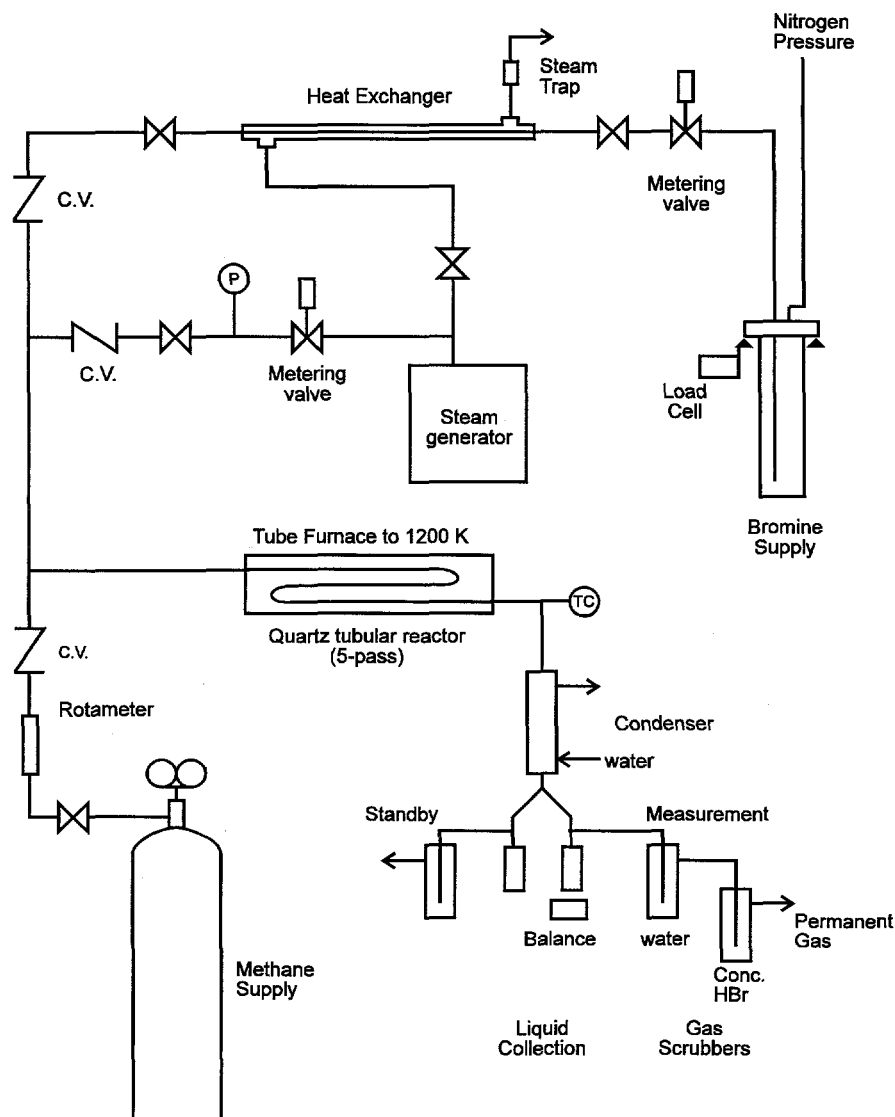 Nitrogen
Pressure
Steam
Trap
Heat Exchanger
Metering
valve
C.V.
P
C.V.
Metering
valve
Steam
generator
Load
Cell
Bromine
Supply
Tube Furnace to 1200 K
TC
Quartz tubular reactor
(5-pass)
C.V.
Rotameter
Condenser
water
Standby
Measurement
Balance
water
Permanent
Gas
Conc.
HBr
Methane
Supply
Liquid
Collection
Gas
Scrubbers